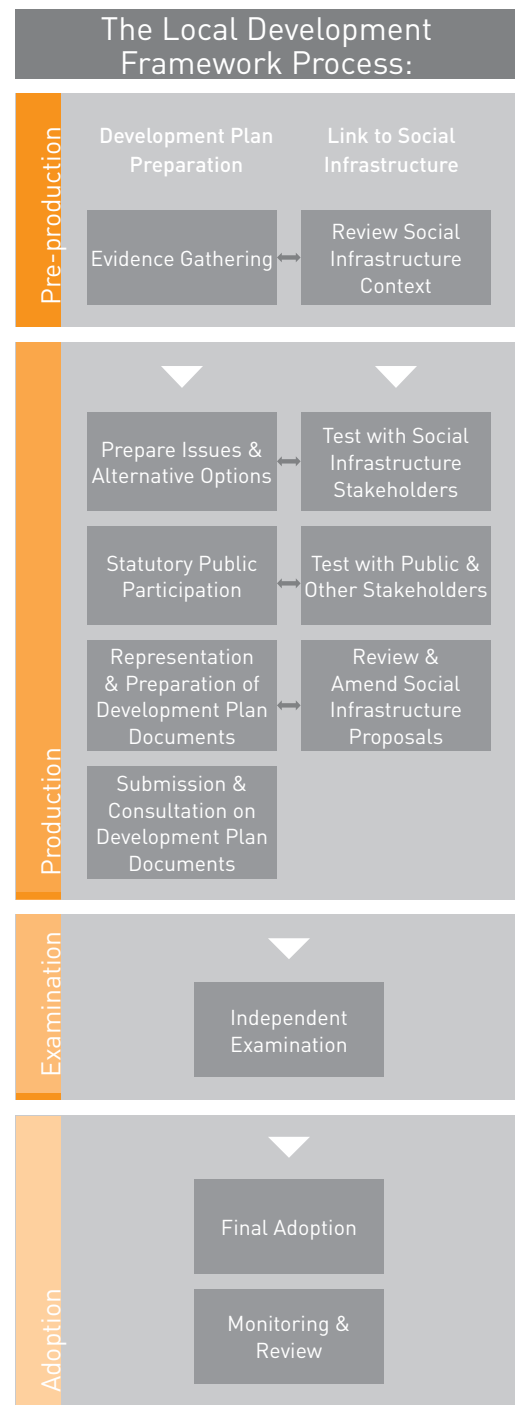 The Local Development
Framework Process:
Pre-production
Development Plan
Preparation
Link to Social
Infrastructure
Evidence Gathering
Review Social
Infrastructure
Context
Production
Prepare Issues &
Alternative Options
Test with Social
Infrastructure
Stakeholders
Statutory Public
Participation
Test with Public &
Other Stakeholders
Representation
& Preparation of
Development Plan
Documents
Review &
Amend Social
Infrastructure
Proposals
Submission &
Consultation on
Development Plan
Documents
Examination
Independent
Examination
Adoption
Final Adoption
Monitoring &
Review